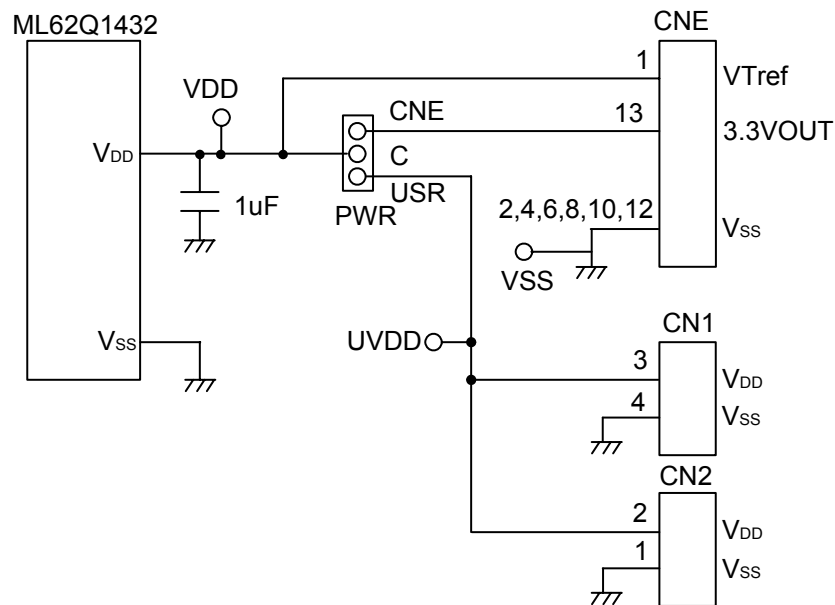 ML62Q1432
CNE
VDD
1
VTref
CNE
13
3.3VOUT
VDD
C
1uF
USR
PWR
2,4,6,8,10,12
VSS
VSS
VSS
UVDD
CN1
3
VDD
4
VSS
CN2
2
VDD
1
VSS